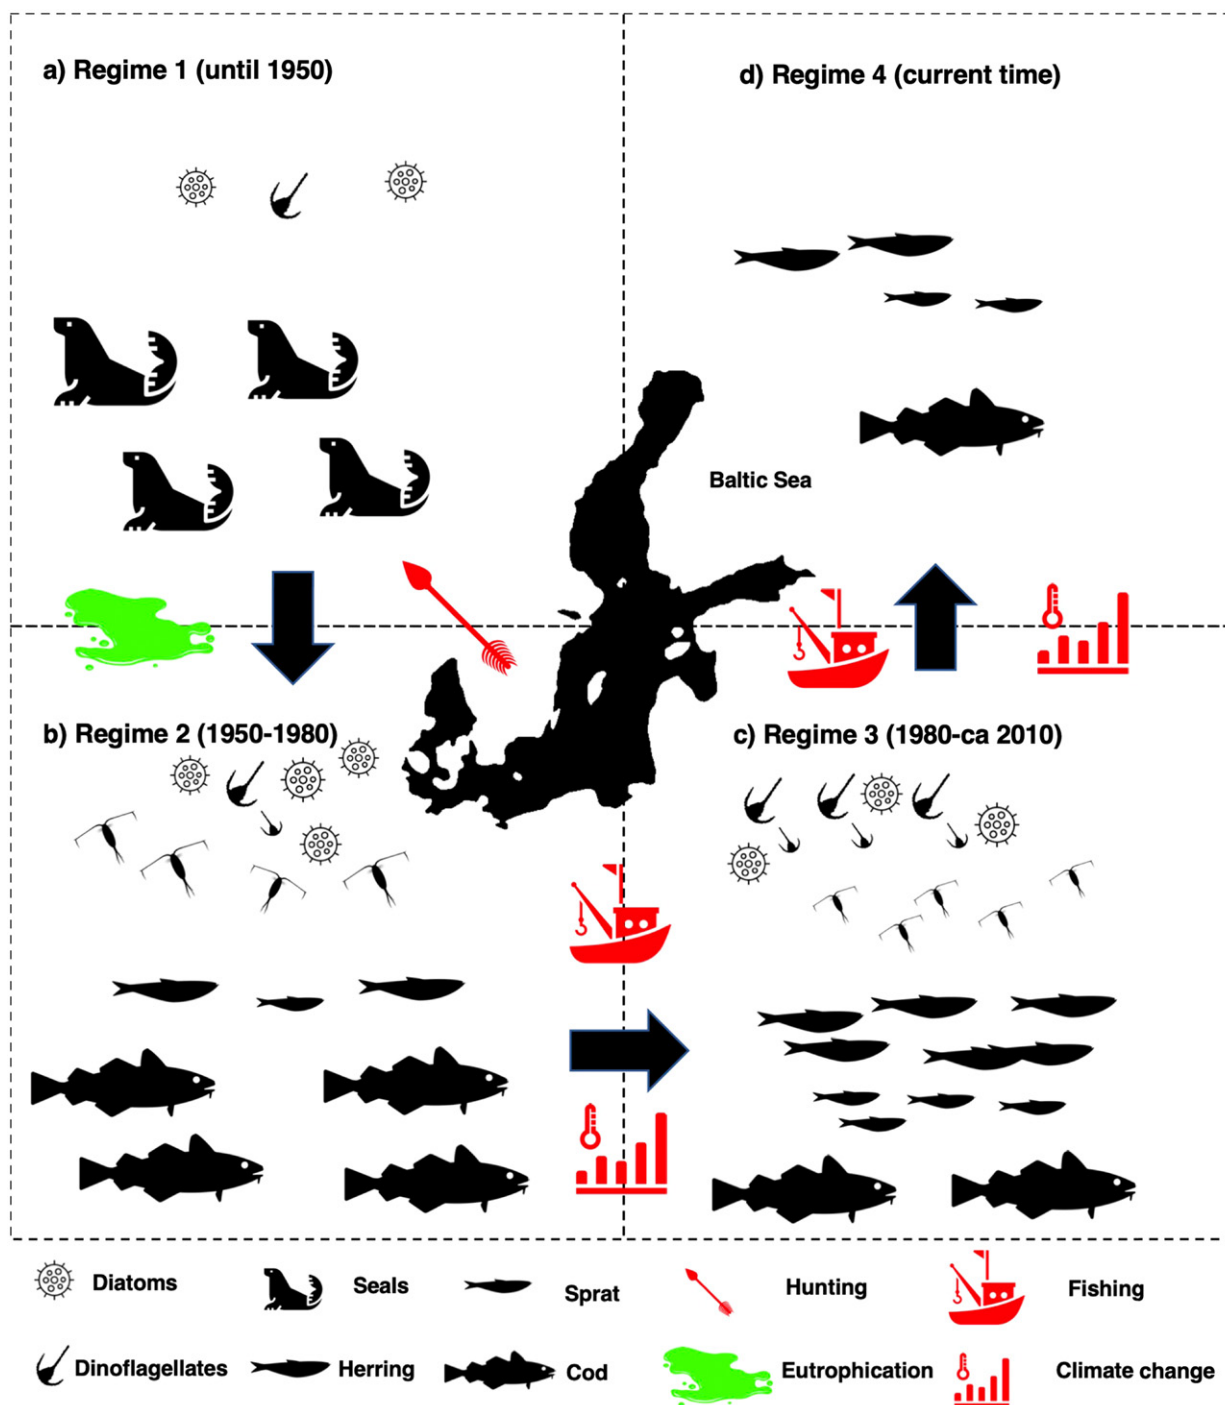 a) Regime 1 (until 1950)
d) Regime 4 (current time)
Baltic Sea
b) Regime 2 (1950-1980)
c) Regime 3 (1980-ca 2010)
Diatoms
Seals
Sprat
Hunting
Fishing
Dinoflagellates
Herring
Cod
Eutrophication
Climate change